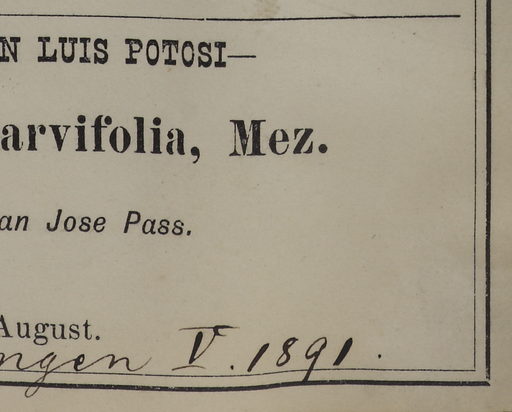 N LUIS POTOSI—
arvifolia, Mez.
an Jose Pass.
August.
ngen V. 1891.